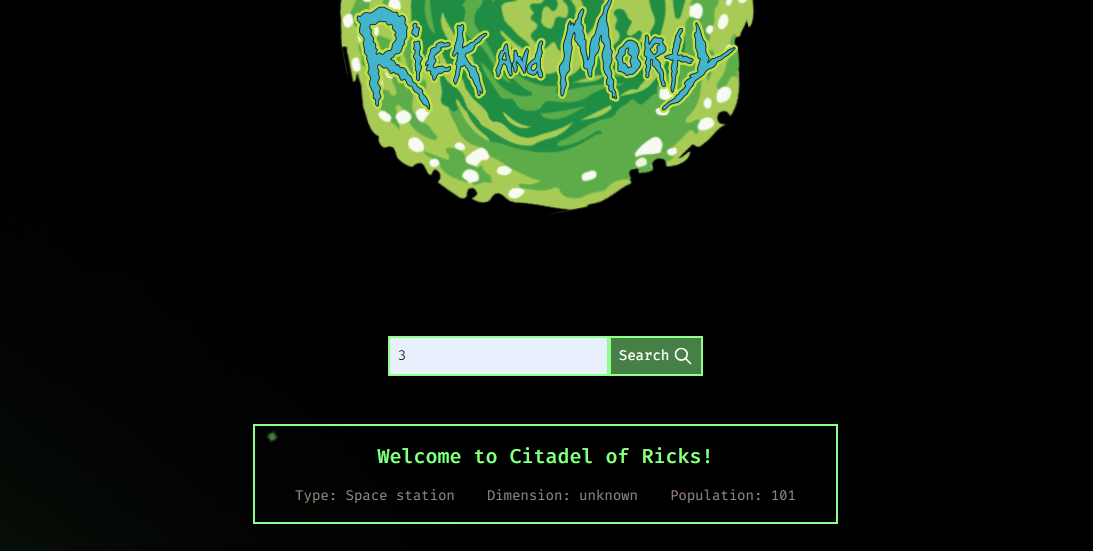 Rick and Morty
3
Search
Welcome to Citadel of Ricks!
Type: Space station Dimension: unknown Population: 101